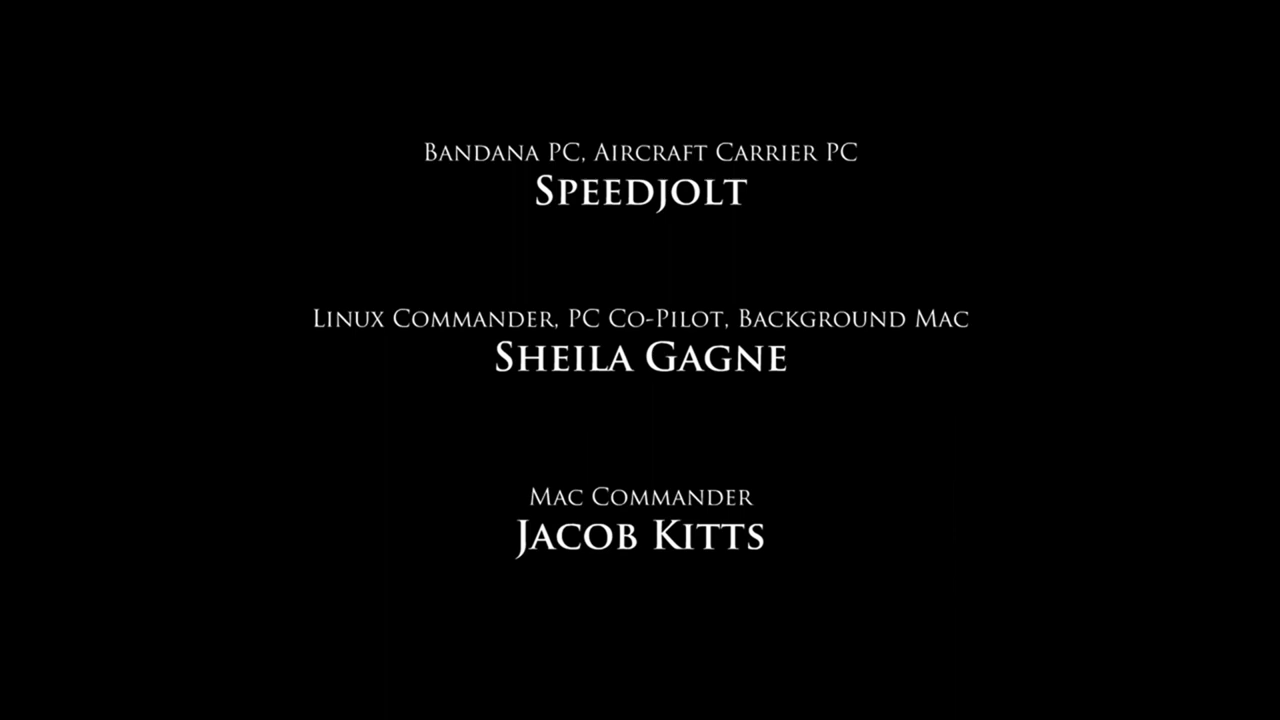 Bandana PC, Aircraft Carrier PC
Speedjolt
Linux Commander, PC Co-Pilot, Background Mac
Sheila Gagne
Mac Commander
Jacob Kitts